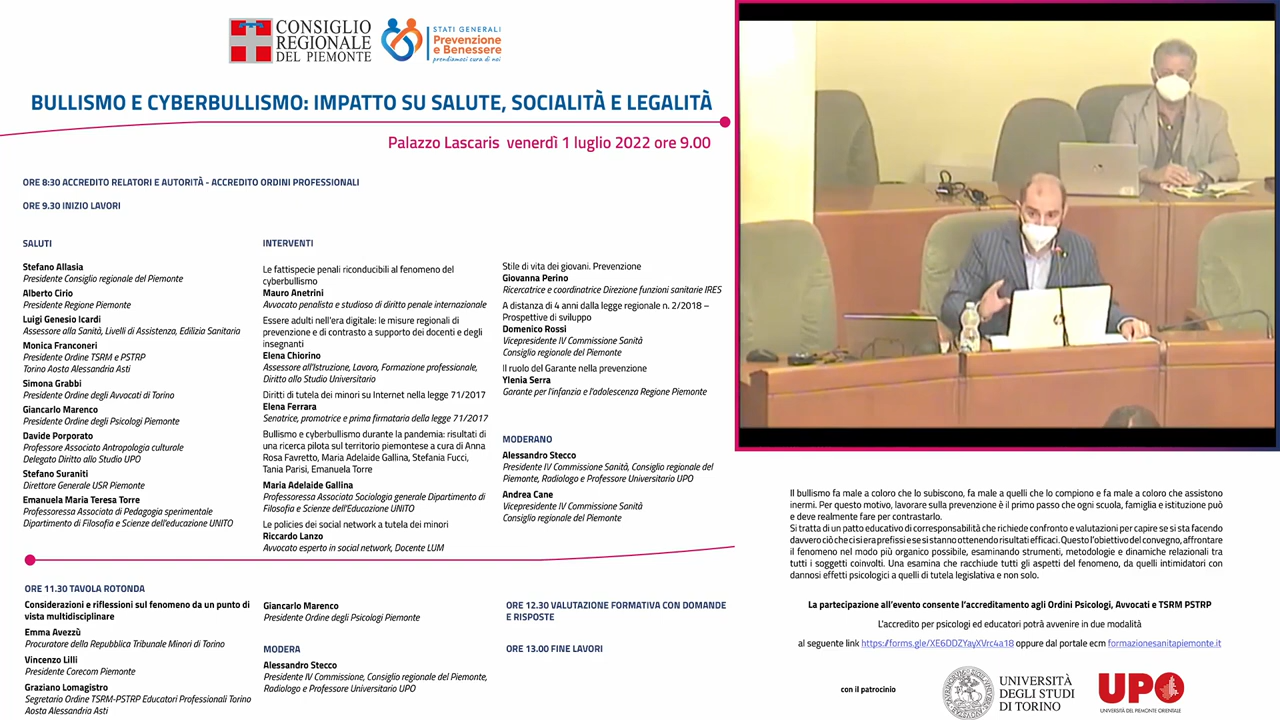 CONSIGLIO
REGIONALE
DEL PIEMONTE
STATI GENERALI
Prevenzione
e Benessere
prendiamoci cura di noi
BULLISMO E CYBERBULLISMO: IMPATTO SU SALUTE, SOCIALITÀ E LEGALITÀ
Palazzo Lascaris venerdì 1 luglio 2022 ore 9.00
ORE 8:30 ACCREDITO RELATORI E AUTORITÀ - ACCREDITO ORDINI PROFESSIONALI
ORE 9.30 INIZIO LAVORI
SALUTI
Stefano Allasia
Presidente Consiglio regionale del Piemonte
Alberto Cirio
Presidente Regione Piemonte
Luigi Genesio Icardi
Assessore alla Sanità, Livelli di Assistenza, Edilizia Sanitaria
Monica Franconeri
Presidente Ordine TSRM e PSTRP
Torino Aosta Alessandria Asti
Simona Grabbi
Presidente Ordine degli Avvocati di Torino
Giancarlo Marenco
Presidente Ordine degli Psicologi Piemonte
Davide Porporato
Professore Associato Antropologia culturale
Delegato Diritto allo Studio UPO
Stefano Suraniti
Direttore Generale USR Piemonte
Emanuela Maria Teresa Torre
Professoressa Associata di Pedagogia sperimentale
Dipartimento di Filosofia e Scienze dell'educazione UNITO
INTERVENTI
Le fattispecie penali riconducibili al fenomeno del
cyberbullismo
Mauro Anetrini
Avvocato penalista e studioso di diritto penale internazionale
Essere adulti nell'era digitale: le misure regionali di
prevenzione e di contrasto a supporto dei docenti e degli
insegnanti
Elena Chiorino
Assessore all'Istruzione, Lavoro, Formazione professionale,
Diritto allo Studio Universitario
Diritti di tutela dei minori su Internet nella legge 71/2017
Elena Ferrara
Senatrice, promotrice e prima firmataria della legge 71/2017
Bullismo e cyberbullismo durante la pandemia: risultati di
una ricerca pilota sul territorio piemontese a cura di Anna
Rosa Favretto, Maria Adelaide Gallina, Stefania Fucci,
Tania Parisi, Emanuela Torre
Maria Adelaide Gallina
Professoressa Associata Sociologia generale Dipartimento di
Filosofia e Scienze dell'Educazione UNITO
Le policies dei social network a tutela dei minori
Riccardo Lanzo
Avvocato esperto in social network, Docente LUM
Stile di vita dei giovani. Prevenzione
Giovanna Perino
Ricercatrice e coordinatrice Direzione funzioni sanitarie IRES
A distanza di 4 anni dalla legge regionale n. 2/2018 –
Prospettive di sviluppo
Domenico Rossi
Vicepresidente IV Commissione Sanità
Consiglio regionale del Piemonte
Il ruolo del Garante nella prevenzione
Ylenia Serra
Garante per l'infanzia e l'adolescenza Regione Piemonte
MODERANO
Alessandro Stecco
Presidente IV Commissione Sanità, Consiglio regionale del
Piemonte, Radiologo e Professore Universitario UPO
Andrea Cane
Vicepresidente IV Commissione Sanità
Consiglio regionale del Piemonte
ORE 11.30 TAVOLA ROTONDA
Considerazioni e riflessioni sul fenomeno da un punto di
vista multidisciplinare
Emma Avezzù
Procuratore della Repubblica Tribunale Minori di Torino
Vincenzo Lilli
Presidente Corecom Piemonte
Graziano Lomagistro
Segretario Ordine TSRM-PSTRP Educatori Professionali Torino
Aosta Alessandria Asti
Giancarlo Marenco
Presidente Ordine degli Psicologi Piemonte
MODERA
Alessandro Stecco
Presidente IV Commissione, Consiglio regionale del Piemonte,
Radiologo e Professore Universitario UPO
ORE 12.30 VALUTAZIONE FORMATIVA CON DOMANDE
E RISPOSTE
ORE 13.00 FINE LAVORI
Il bullismo fa male a coloro che lo subiscono, fa male a quelli che lo compiono e fa male a coloro che assistono
inermi. Per questo motivo, lavorare sulla prevenzione è il primo passo che ogni scuola, famiglia e istituzione può
e deve realmente fare per contrastarlo.
Si tratta di un patto educativo di corresponsabilità che richiede confronto e valutazioni per capire se si sta facendo
davvero ciò che ci si era prefissi e se si stanno ottenendo risultati efficaci. Questo l'obiettivo del convegno, affrontare
il fenomeno nel modo più organico possibile, esaminando strumenti, metodologie e dinamiche relazionali tra
tutti i soggetti coinvolti. Una esamina che racchiude tutti gli aspetti del fenomeno, da quelli intimidatori con
dannosi effetti psicologici a quelli di tutela legislativa e non solo.
La partecipazione all'evento consente l'accreditamento agli Ordini Psicologi, Avvocati e TSRM PSTRP
L'accredito per psicologi ed educatori potrà avvenire in due modalità
al seguente link https://forms.gle/XE6DDZYayXVrc4a18 oppure dal portale ecm formazionesanitapiemonte.it
con il patrocinio
UNIVERSITÀ
DEGLI STUDI
DI TORINO
UPO
UNIVERSITÀ DEL PIEMONTE ORIENTALE